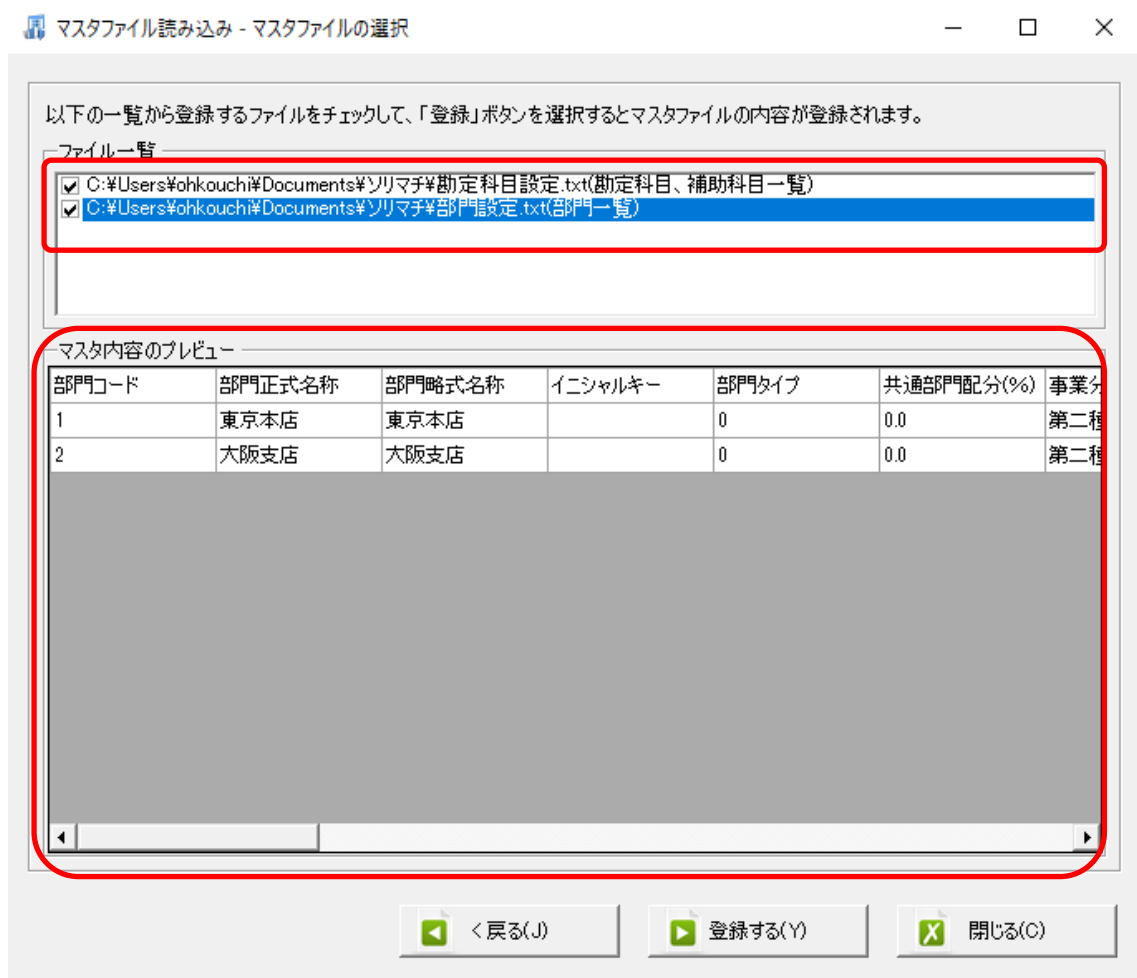 マスタファイル読み込み - マスタファイルの選択
以下の一覧から登録するファイルをチェックして、「登録」ボタンを選択するとマスタファイルの内容が登録されます。
ファイル一覧
C:¥Users¥ohkouchi¥Documents¥ソリマチ¥勘定科目設定.txt(勘定科目、補助科目一覧)
C:¥Users¥ohkouchi¥Documents¥ソリマチ¥部門設定.txt(部門一覧)
マスタ内容のプレビュー
部門コード 部門正式名称 部門略式名称 イニシャルキー 部門タイプ 共通部門配分(%) 事業分
1 東京本店 東京本店 0 0.0 第二種
2 大阪支店 大阪支店 0 0.0 第二種
<戻る(J) 登録する(Y) 閉じる(C)